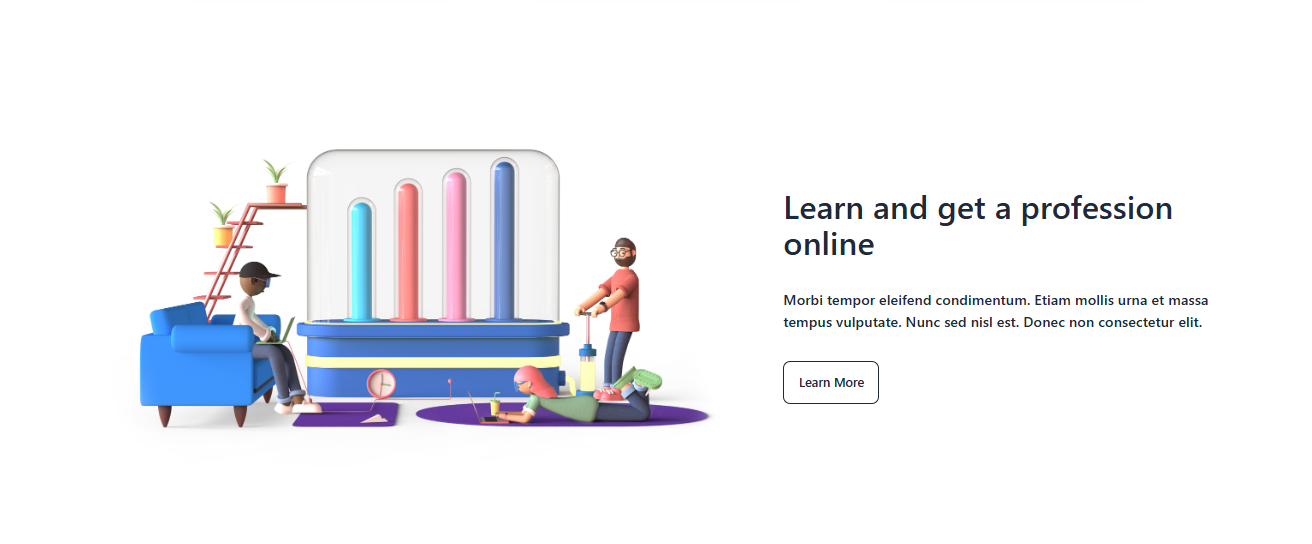 Learn and get a profession
online
Morbi tempor eleifend condimentum. Etiam mollis urna et massa
tempus vulputate. Nunc sed nisl est. Donec non consectetur elit.
Learn More